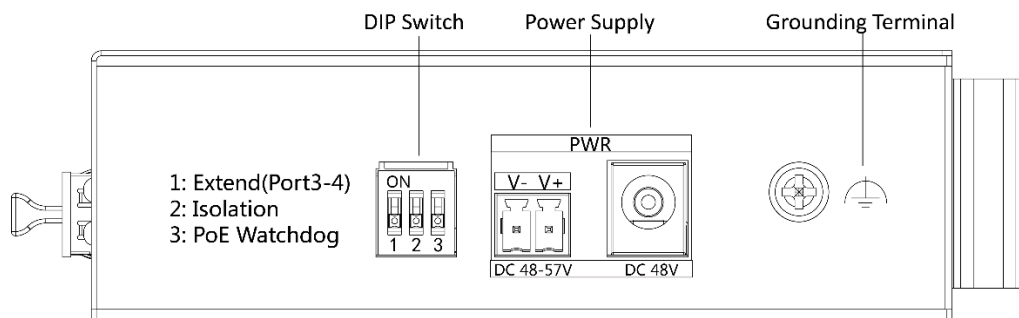 DIP Switch
Power Supply
Grounding Terminal
PWR
1: Extend(Port3-4)
2: Isolation
3: PoE Watchdog
ON
1 2 3
V- V+
DC 48-57V
DC 48V